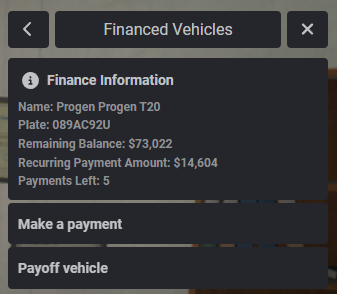 Financed Vehicles
Finance Information
Name: Progen Progen T20
Plate: 089AC92U
Remaining Balance: $73,022
Recurring Payment Amount: $14,604
Payments Left: 5
Make a payment
Payoff vehicle